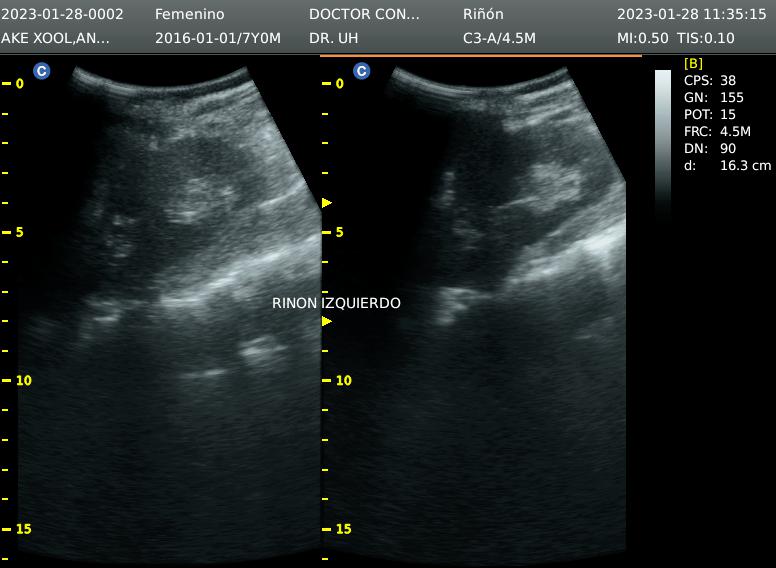 2023-01-28-0002 Femenino DOCTOR CON... Riñón 2023-01-28 11:35:15
AKE XOOL,AN... 2016-01-01/7Y0M DR. UH C3-A/4.5M MI:0.50 TIS:0.10
C C [B]
0 0 CPS: 38
GN: 155
POT: 15
FRC: 4.5M
DN: 90
d: 16.3 cm
5 5
RINON IZQUIERDO
10 10
15 15